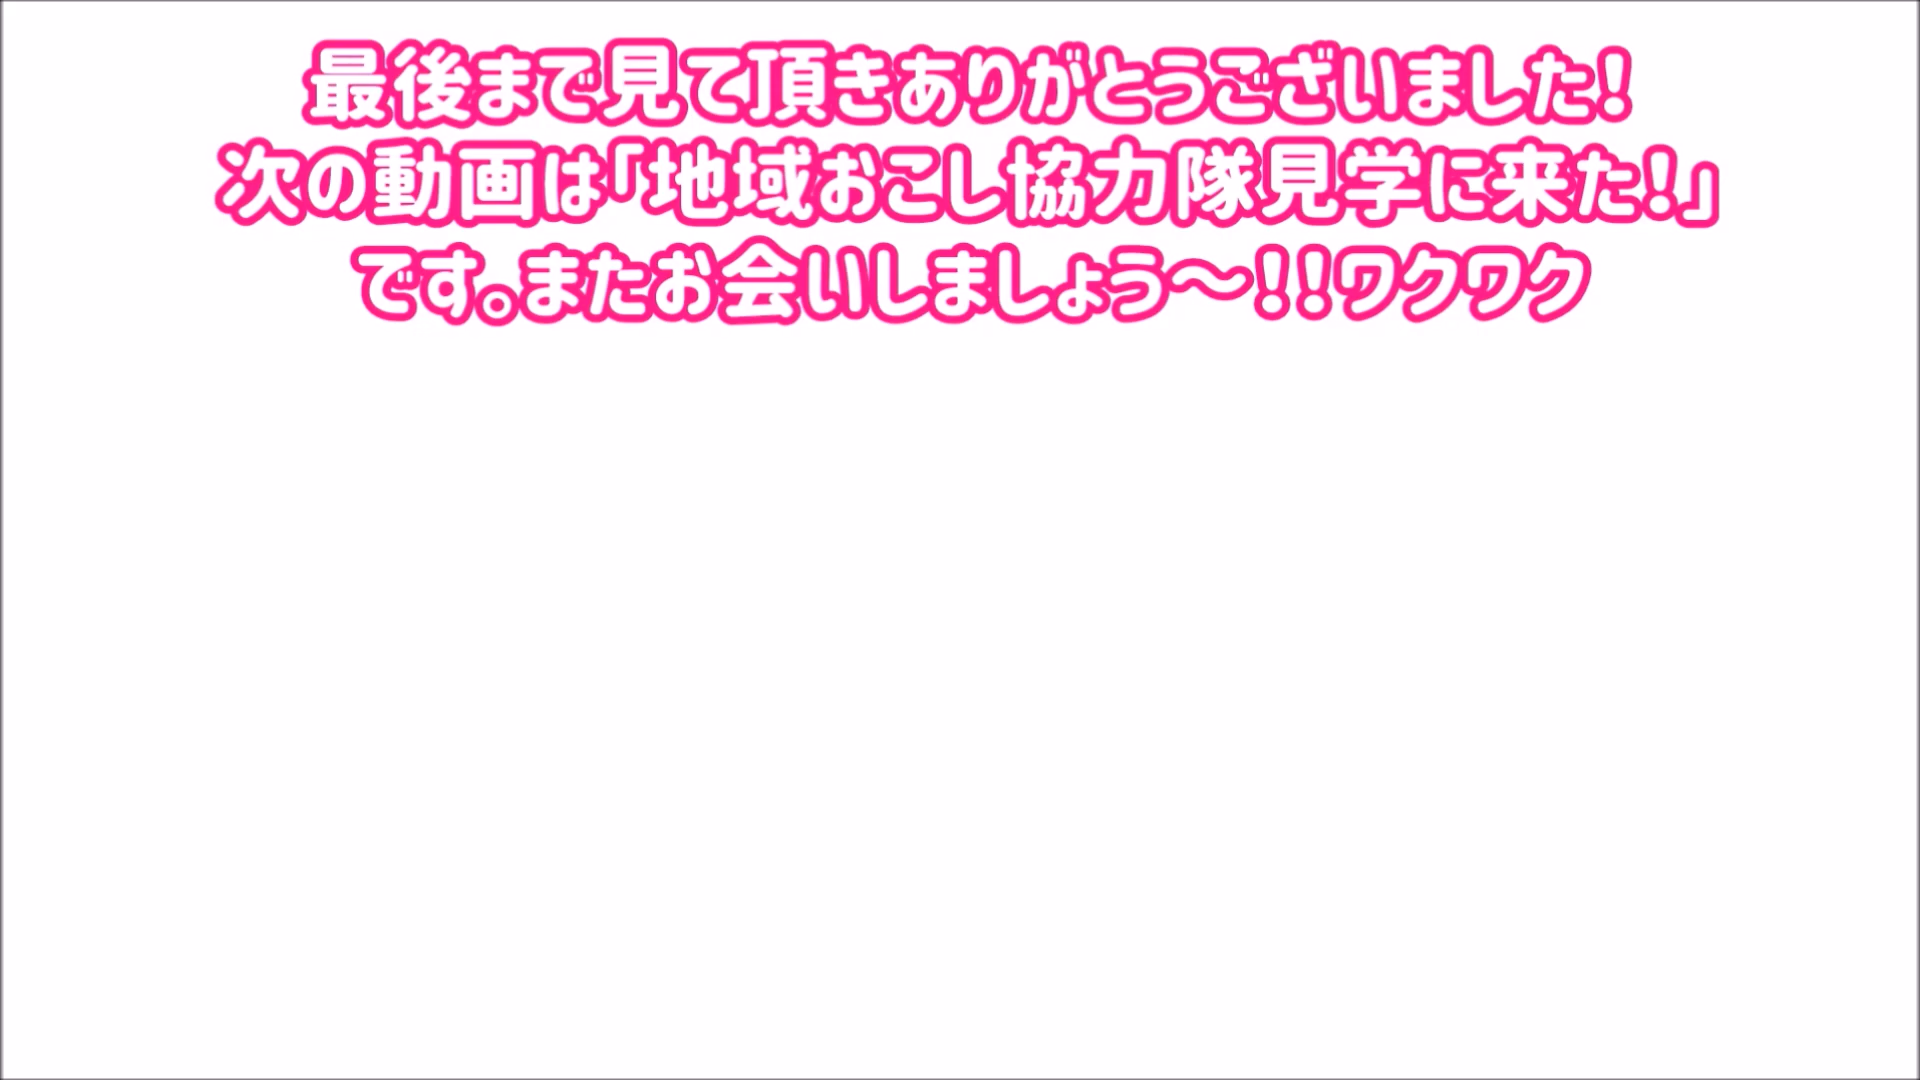 最後まで見て頂きありがとうございました!
次の動画は「地域おこし協力隊見学に来た!」
です。またお会いしましょう〜!!ワクワク